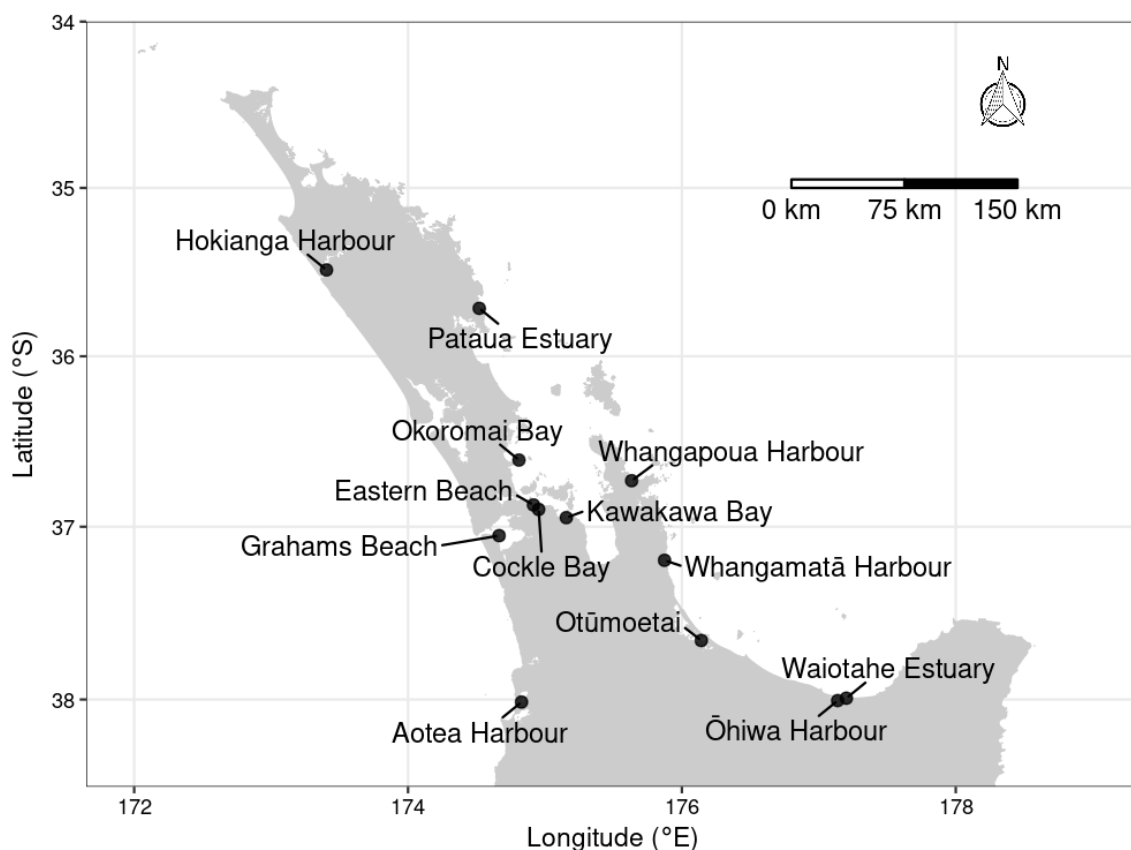 34
N
35
0 km 75 km 150 km
Hokianga Harbour
Pataua Estuary
36
Latitude (°S)
Okoromai Bay
Whangapoua Harbour
Eastern Beach
Kawakawa Bay
37
Grahams Beach
Cockle Bay
Whangamatā Harbour
Otūmoetai
Waiotahe Estuary
38
Aotea Harbour
Ōhiwa Harbour
172 174 176 178
Longitude (°E)